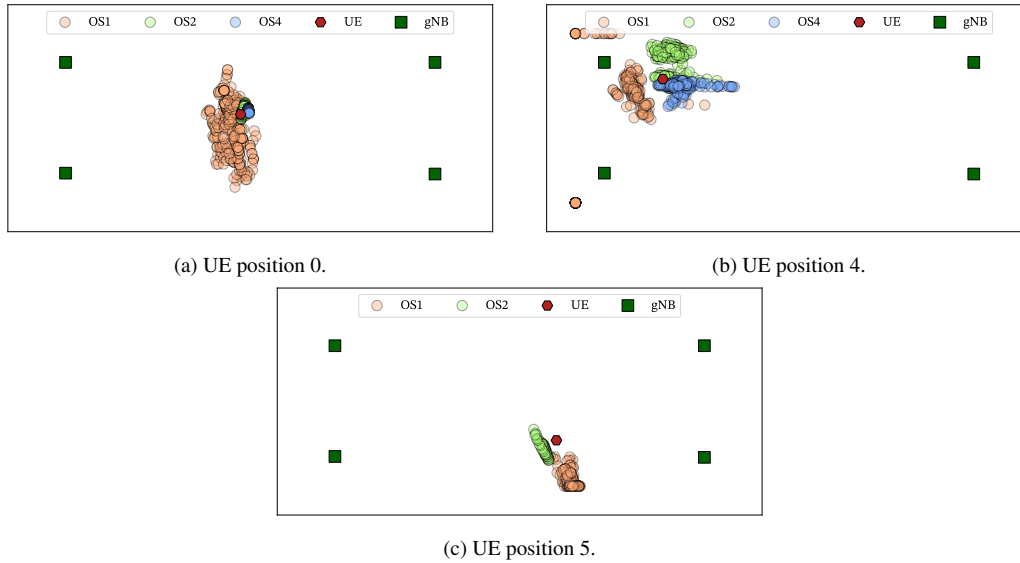 OS1 OS2 OS4 UE gNB
OS1 OS2 OS4 UE gNB
(a) UE position 0.
(b) UE position 4.
OS1 OS2 UE gNB
(c) UE position 5.